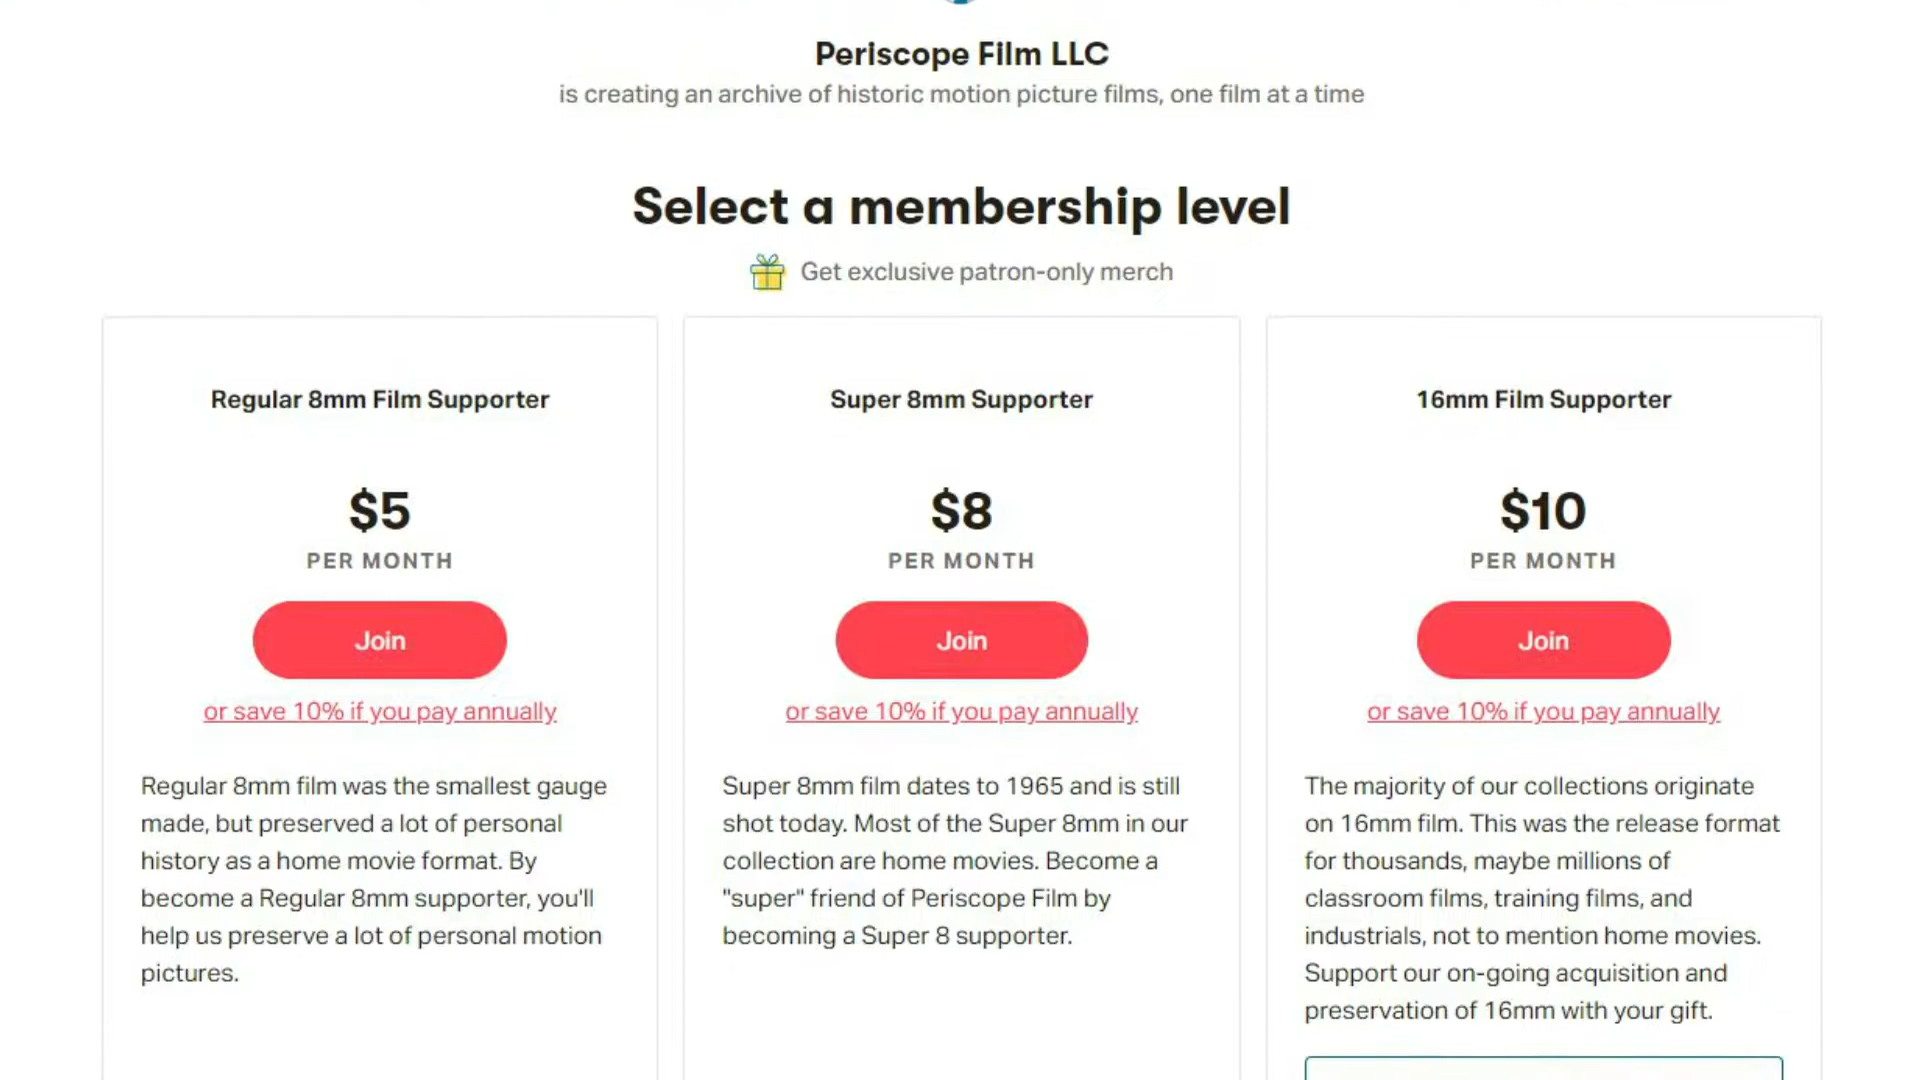 Periscope Film LLC
is creating an archive of historic motion picture films, one film at a time
Select a membership level
Get exclusive patron-only merch
Regular 8mm Film Supporter
$5
PER MONTH
Join
or save 10% if you pay annually
Regular 8mm film was the smallest gauge
made, but preserved a lot of personal
history as a home movie format. By
become a Regular 8mm supporter, you'll
help us preserve a lot of personal motion
pictures.
Super 8mm Supporter
$8
PER MONTH
Join
or save 10% if you pay annually
Super 8mm film dates to 1965 and is still
shot today. Most of the Super 8mm in our
collection are home movies. Become a
"super" friend of Periscope Film by
becoming a Super 8 supporter.
16mm Film Supporter
$10
PER MONTH
Join
or save 10% if you pay annually
The majority of our collections originate
on 16mm film. This was the release format
for thousands, maybe millions of
classroom films, training films, and
industrials, not to mention home movies.
Support our on-going acquisition and
preservation of 16mm with your gift.